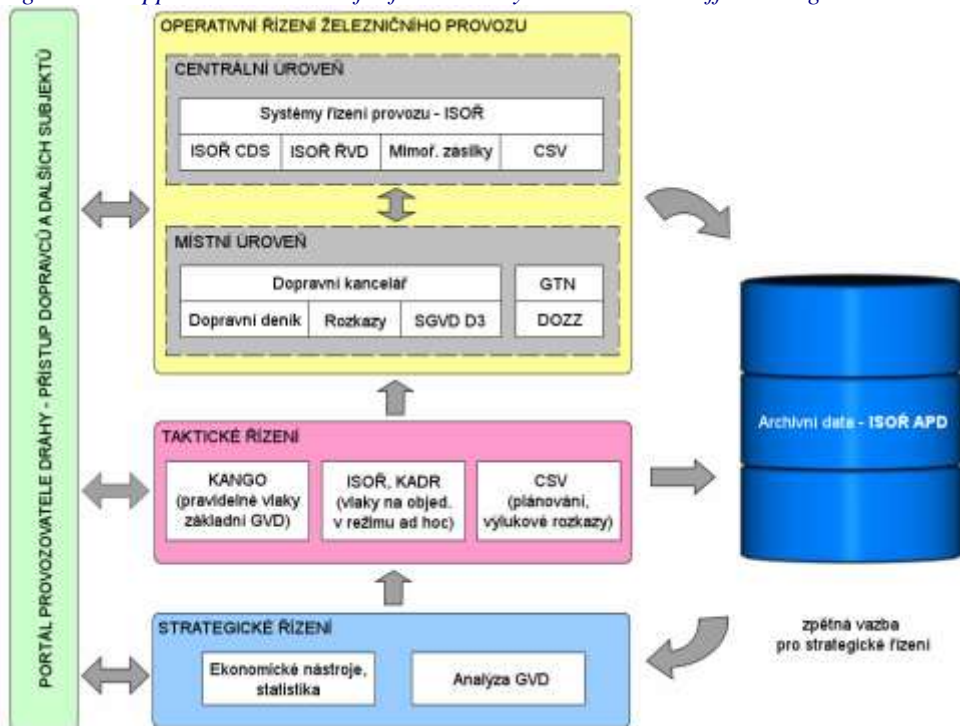 PORTÁL PROVOZOVATELE DRÁHY - PŘÍSTUP DOPRAVCŮ A DALŠÍCH SUBJEKTŮ
OPERATIVNÍ ŘÍZENÍ ŽELEZNIČNÍHO PROVOZU
CENTRÁLNÍ ÚROVEŇ
Systémy řízení provozu - ISOŘ
ISOŘ CDS
ISOŘ ŘVD
Mimoř. zásilky
CSV
MÍSTNÍ ÚROVEŇ
Dopravní kancelář
Dopravní deník
Rozkazy
SGVD D3
GTN
DOZZ
TAKTICKÉ ŘÍZENÍ
KANGO
(pravidelné vlaky
základní GVD)
ISOŘ, KADR
(vlaky na objed.
v režimu ad hoc)
CSV
(plánování,
výlukové rozkazy)
Archivní data - ISOŘ APD
STRATEGICKÉ ŘÍZENÍ
Ekonomické nástroje,
statistika
Analýza GVD
zpětná vazba
pro strategické řízení